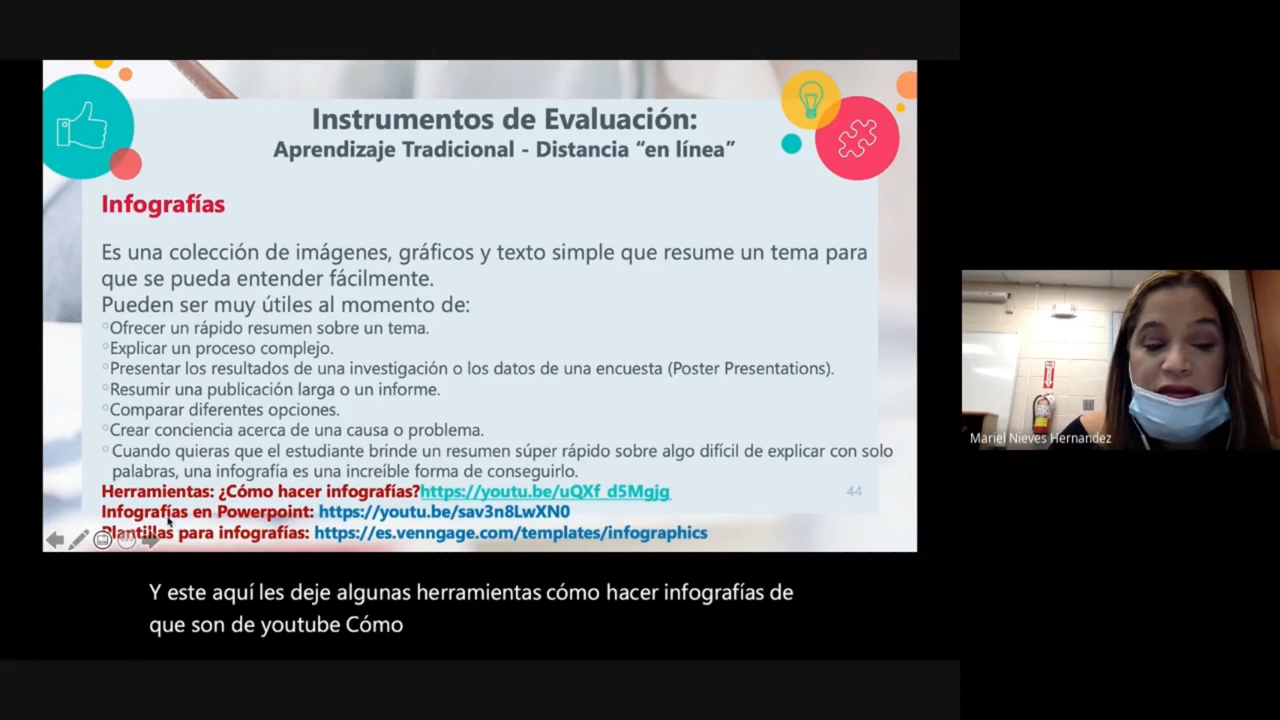 Instrumentos de Evaluación:
Aprendizaje Tradicional - Distancia “en línea”
Infografías
Es una colección de imágenes, gráficos y texto simple que resume un tema para
que se pueda entender fácilmente.
Pueden ser muy útiles al momento de:
Ofrecer un rápido resumen sobre un tema.
Explicar un proceso complejo.
Presentar los resultados de una investigación o los datos de una encuesta (Poster Presentations).
Resumir una publicación larga o un informe.
Comparar diferentes opciones.
Crear conciencia acerca de una causa o problema.
Cuando quieras que el estudiante brinde un resumen súper rápido sobre algo difícil de explicar con solo
palabras, una infografía es una increíble forma de conseguirlo.
Herramientas: ¿Cómo hacer infografías?https://youtu.be/uQXf_d5Mgjg
44
Infografías en Powerpoint: https://youtu.be/sav3n8LwXN0
Plantillas para infografías: https://es.venngage.com/templates/infographics
Y este aquí les deje algunas herramientas cómo hacer infografías de
que son de youtube Cómo
Mariel Nieves Hernandez